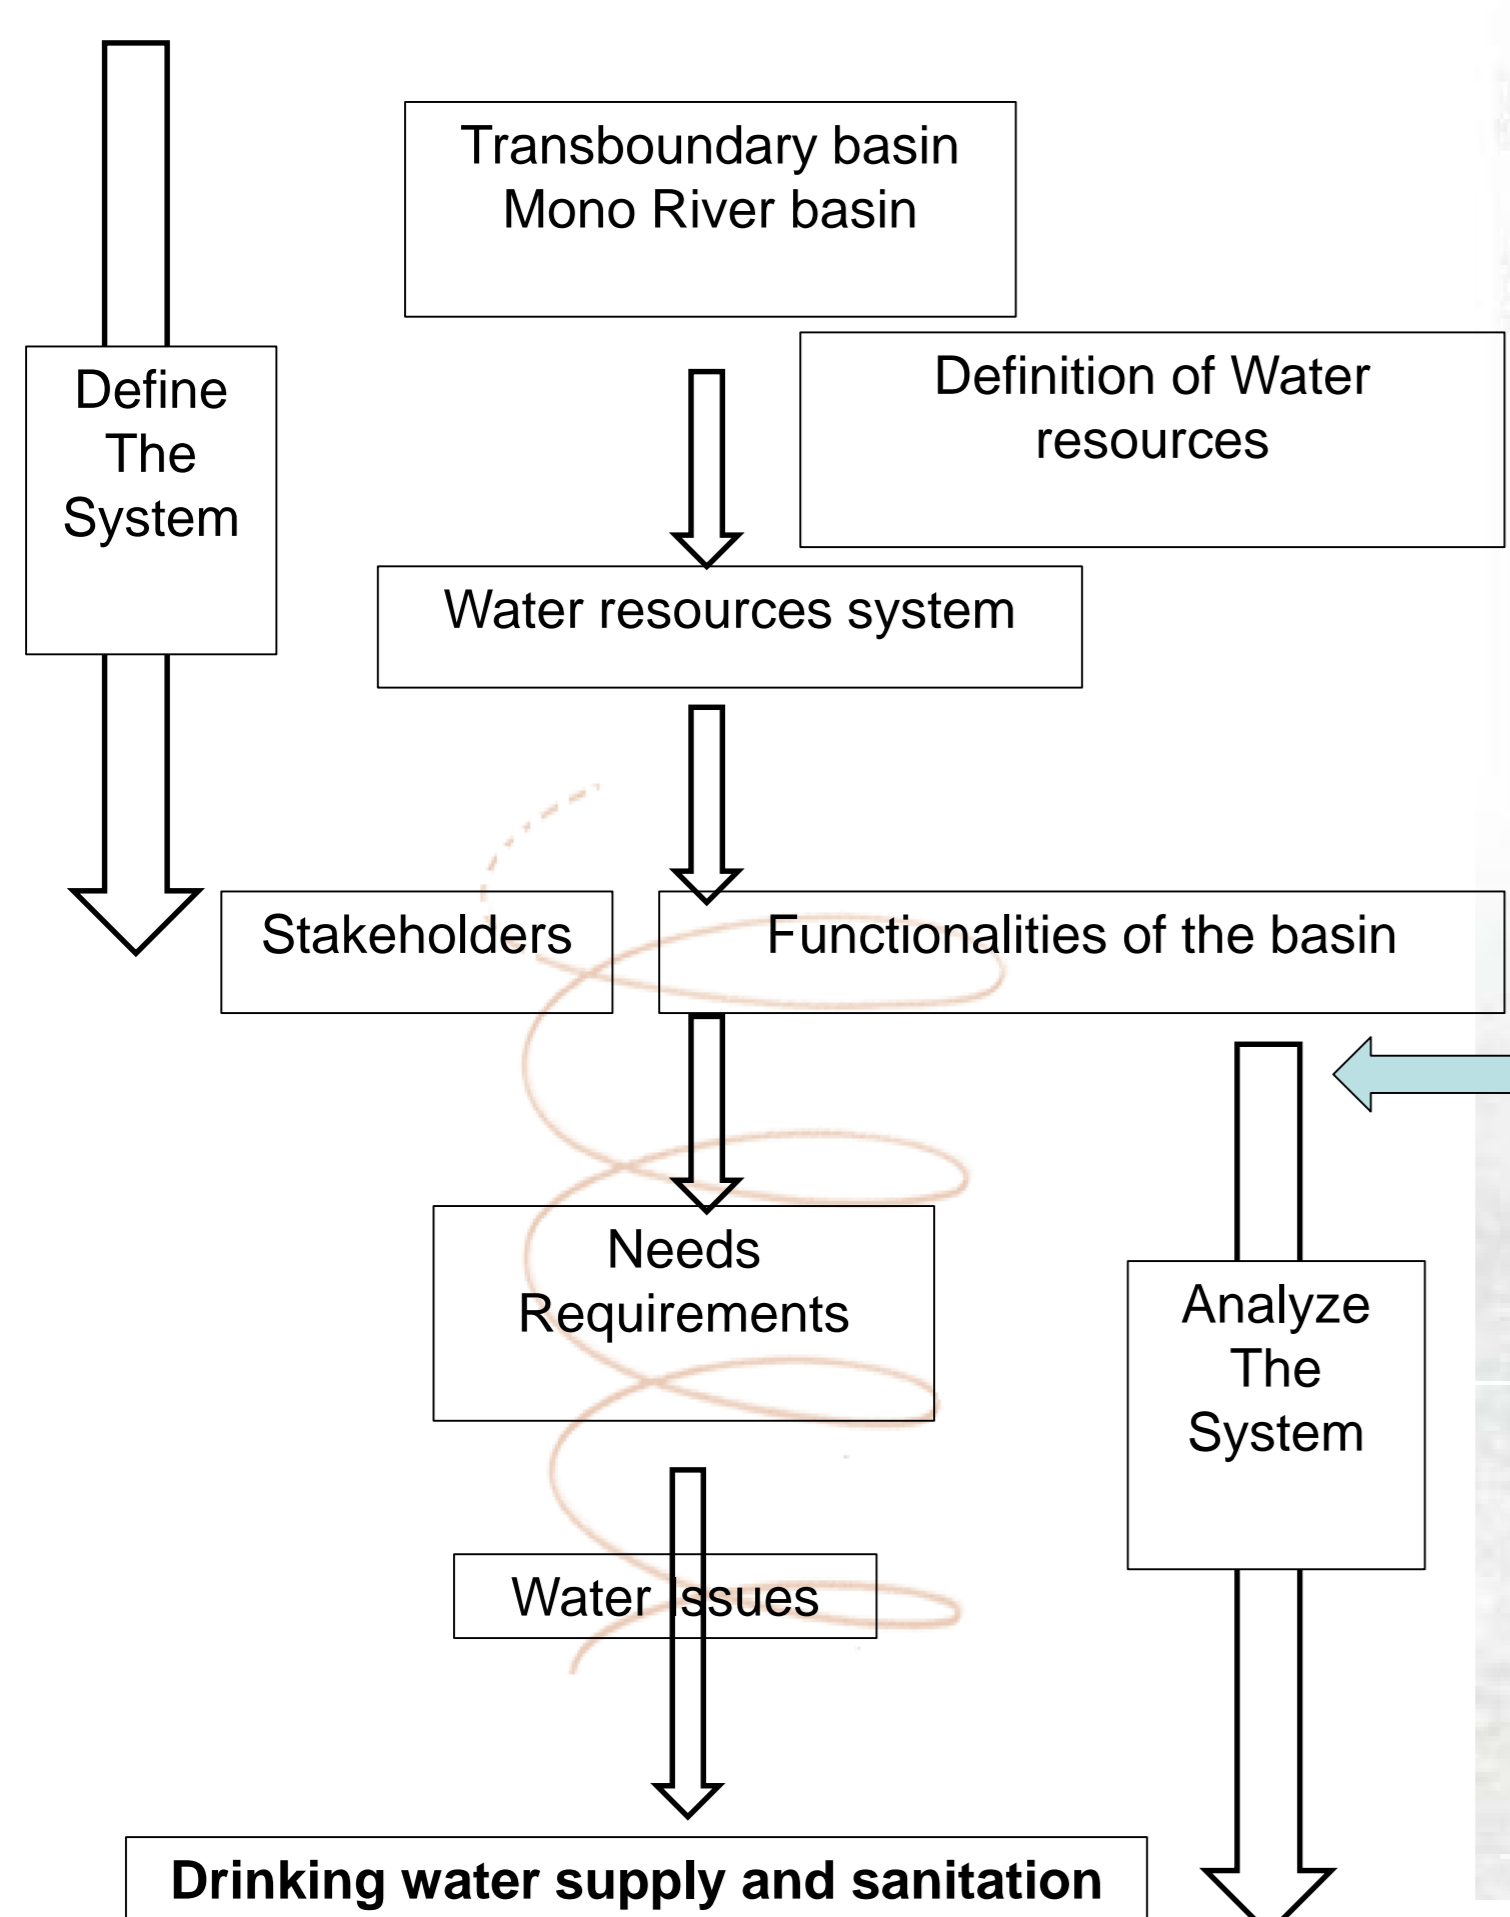 Transboundary basin
Mono River basin
Define
The
System
Definition of Water
resources
Water resources system
Stakeholders
Functionalities of the basin
Needs
Requirements
Analyze
The
System
Water Issues
Drinking water supply and sanitation